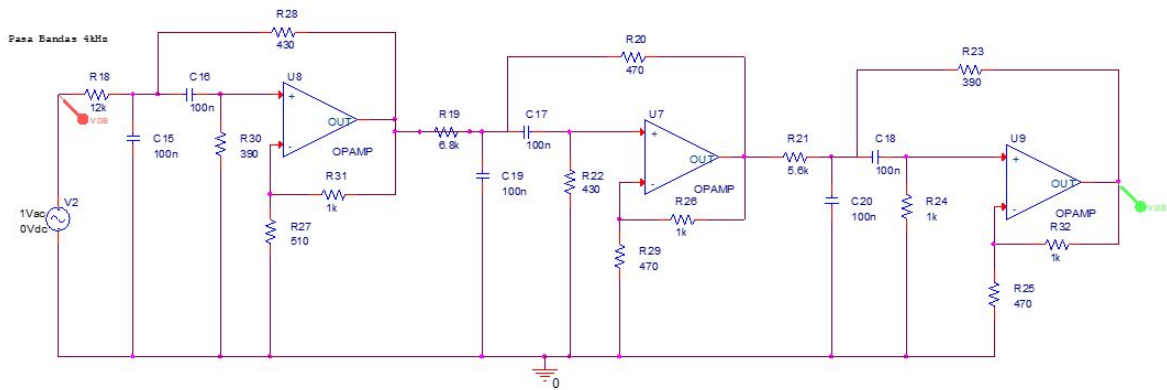 Pasa Bandas 4kHz
R18
12k
VDB
C16
100n
R28
430
C15
100n
R30
390
U8
+
-
OUT
OPAMP
R31
1k
R27
510
V2
1Vac
0Vdc
R19
6.8k
C19
100n
C17
100n
R20
470
R22
430
U7
+
-
OUT
OPAMP
R26
1k
R29
470
R21
5.6k
C20
100n
C18
100n
R23
390
R24
1k
U9
+
-
OUT
OPAMP
R32
1k
R25
470
VDB
0